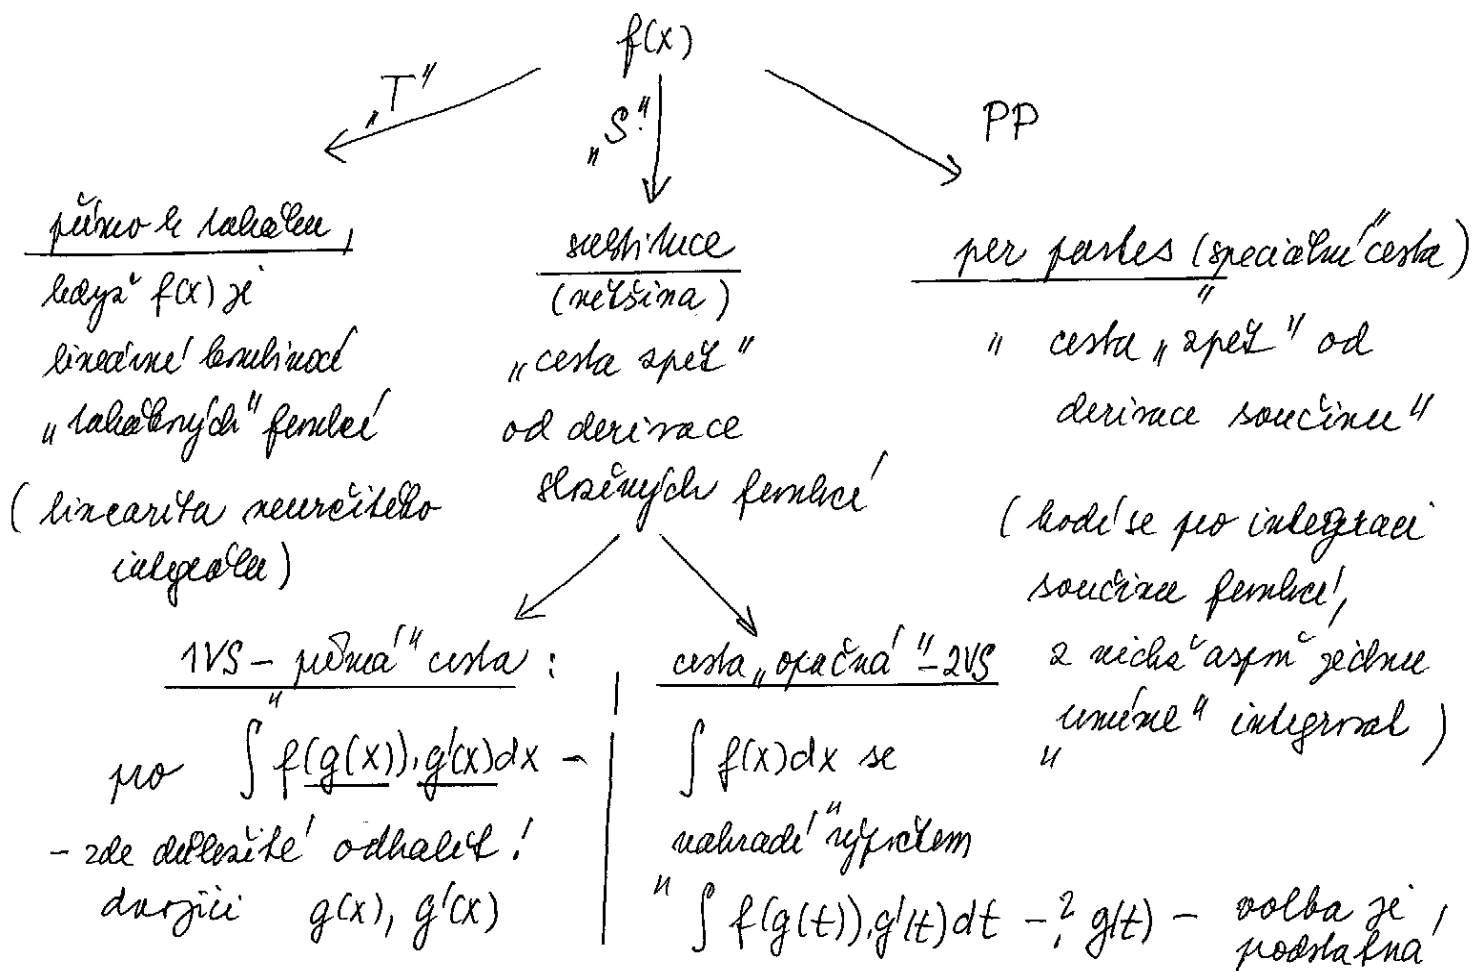 f(x)
„T"
„S"
PP
přímo k tabulce,
když f(x) je
lineární kombinací
„tabulkových" funkcí
(linearita neurčitého
integrálu)
substituce
(většina)
„cesta zpět"
od derivace
složených funkcí
per partes (speciální" cesta)
„ cesta „zpět" od
derivace součinu"
(hodí se pro integraci
součinu funkcí,
z nichž aspoň jednu
„umíme" integrovat)
1VS – „přímá" cesta:
pro ∫ f(g(x)).g'(x)dx –
– zde důležité odhalit!
dvojici g(x), g'(x)
cesta „opačná" – 2VS
∫ f(x)dx se
nahradí „výpočtem"
∫ f(g(t)).g'(t)dt –? g(t) – volba je
podstatná